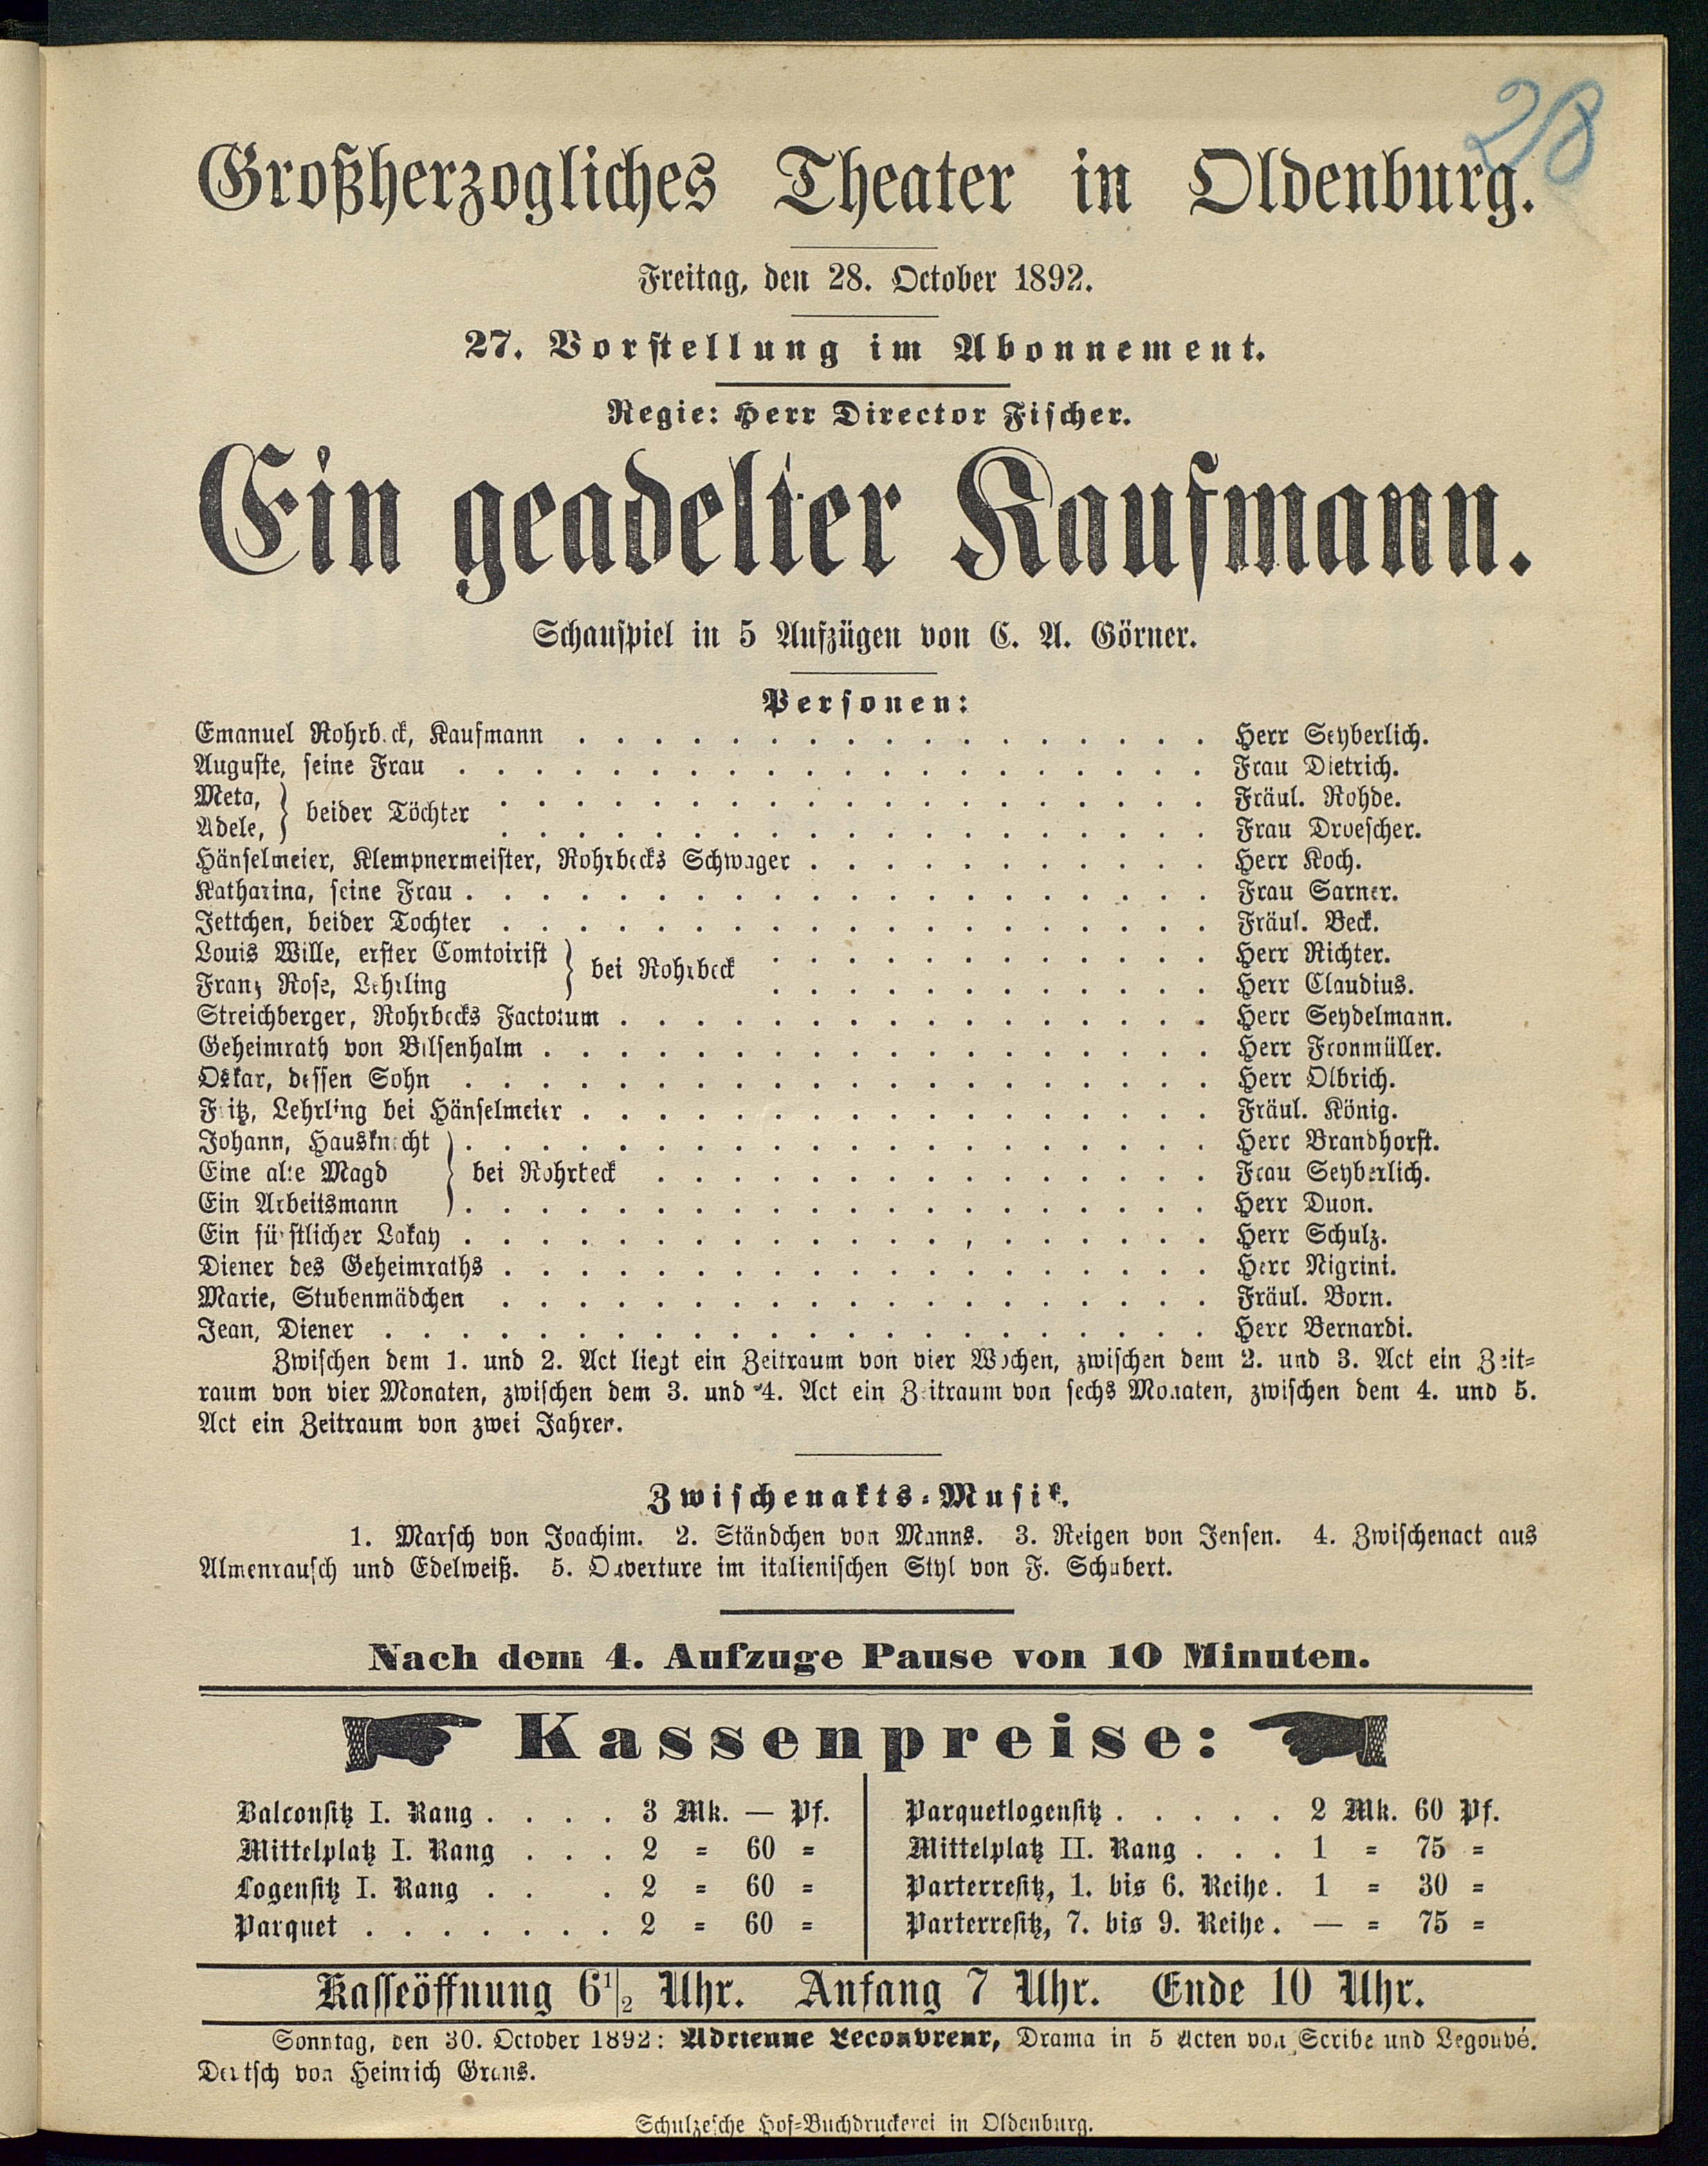 28
Großherzogliches Theater in Oldenburg.
Freitag, den 28. October 1892.
27. Vorstellung im Abonnement.
Regie: Herr Director Fischer.
Ein geadelter Kaufmann.
Schauspiel in 5 Aufzügen von C. A. Görner.
Personen:
Emanuel Rohrbeck, Kaufmann . . . . . . . . . . . . . . . . . Herr Seyberlich.
Auguste, seine Frau . . . . . . . . . . . . . . . . . . . . Frau Dietrich.
Meta, } beider Töchter . . . . . . . . . . . . . . . . . . . Fräul. Rohde.
Adele, } . . . . . . . . . . . . . . . . . . . Frau Droescher.
Hänselmeier, Klempnermeister, Rohrbecks Schwager . . . . . . . . . . . Herr Koch.
Katharina, seine Frau . . . . . . . . . . . . . . . . . . . . Frau Sarner.
Jettchen, beider Tochter . . . . . . . . . . . . . . . . . . . Fräul. Beck.
Louis Wille, erster Comtoirist } bei Rohrbeck . . . . . . . . . . . . Herr Richter.
Franz Rose, Lehrling } . . . . . . . . . . . . Herr Claudius.
Streichberger, Rohrbecks Factotum . . . . . . . . . . . . . . . . Herr Seydelmann.
Geheimrath von Bilsenhalm . . . . . . . . . . . . . . . . . . Herr Fronmüller.
Oskar, dessen Sohn . . . . . . . . . . . . . . . . . . . . Herr Olbrich.
Fritz, Lehrling bei Hänselmeier . . . . . . . . . . . . . . . . . Fräul. König.
Johann, Hausknecht } . . . . . . . . . . . . . . . . . . . . Herr Brandhorst.
Eine alte Magd } bei Rohrbeck . . . . . . . . . . . . . . . Frau Seyberlich.
Ein Arbeitsmann } . . . . . . . . . . . . . . . . . . . . Herr Duon.
Ein fürstlicher Lakay . . . . . . . . . . . . . . . . . . . . Herr Schulz.
Diener des Geheimraths . . . . . . . . . . . . . . . . . . . Herr Nigrini.
Marie, Stubenmädchen . . . . . . . . . . . . . . . . . . . Fräul. Born.
Jean, Diener . . . . . . . . . . . . . . . . . . . . . . Herr Bernardi.
Zwischen dem 1. und 2. Act liegt ein Zeitraum von vier Wochen, zwischen dem 2. und 3. Act ein Zeit-
raum von vier Monaten, zwischen dem 3. und 4. Act ein Zeitraum von sechs Monaten, zwischen dem 4. und 5.
Act ein Zeitraum von zwei Jahren.
Zwischenakts-Musik.
1. Marsch von Joachim. 2. Ständchen von Manns. 3. Reigen von Jensen. 4. Zwischenact aus
Almenrausch und Edelweiß. 5. Ouverture im italienischen Styl von F. Schubert.
Nach dem 4. Aufzuge Pause von 10 Minuten.
Kassenpreise:
Balconsitz I. Rang . . . . 3 Mk. — Pf.
Mittelplatz I. Rang . . . 2 = 60 =
Logensitz I. Rang . . . 2 = 60 =
Parquet . . . . . . . 2 = 60 =
Parquetlogensitz . . . . . 2 Mk. 60 Pf.
Mittelplatz II. Rang . . . 1 = 75 =
Parterresitz, 1. bis 6. Reihe. 1 = 30 =
Parterresitz, 7. bis 9. Reihe. — = 75 =
Kasseöffnung 6 1/2 Uhr. Anfang 7 Uhr. Ende 10 Uhr.
Sonntag, den 30. October 1892: Adrienne Lecouvreur, Drama in 5 Acten von Scribe und Legouvé.
Deutsch von Heinrich Grans.
Schulzesche Hof-Buchdruckerei in Oldenburg.